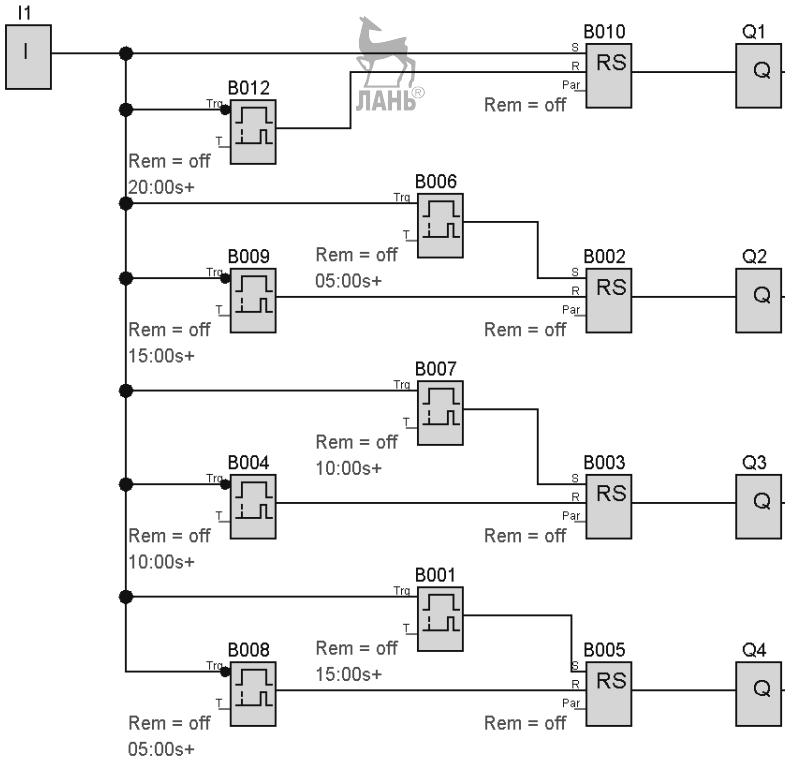 I1
I
B010
S
R
Par
RS
Rem = off
Q1
Q
ЛАНЬ®
B012
Trg
T
Rem = off
20:00s+
B006
Trg
T
Rem = off
05:00s+
B009
Trg
T
Rem = off
15:00s+
B002
S
R
Par
RS
Rem = off
Q2
Q
B007
Trg
T
Rem = off
10:00s+
B004
Trg
T
Rem = off
10:00s+
B003
S
R
Par
RS
Rem = off
Q3
Q
B001
Trg
T
Rem = off
15:00s+
B008
Trg
T
Rem = off
05:00s+
B005
S
R
Par
RS
Rem = off
Q4
Q